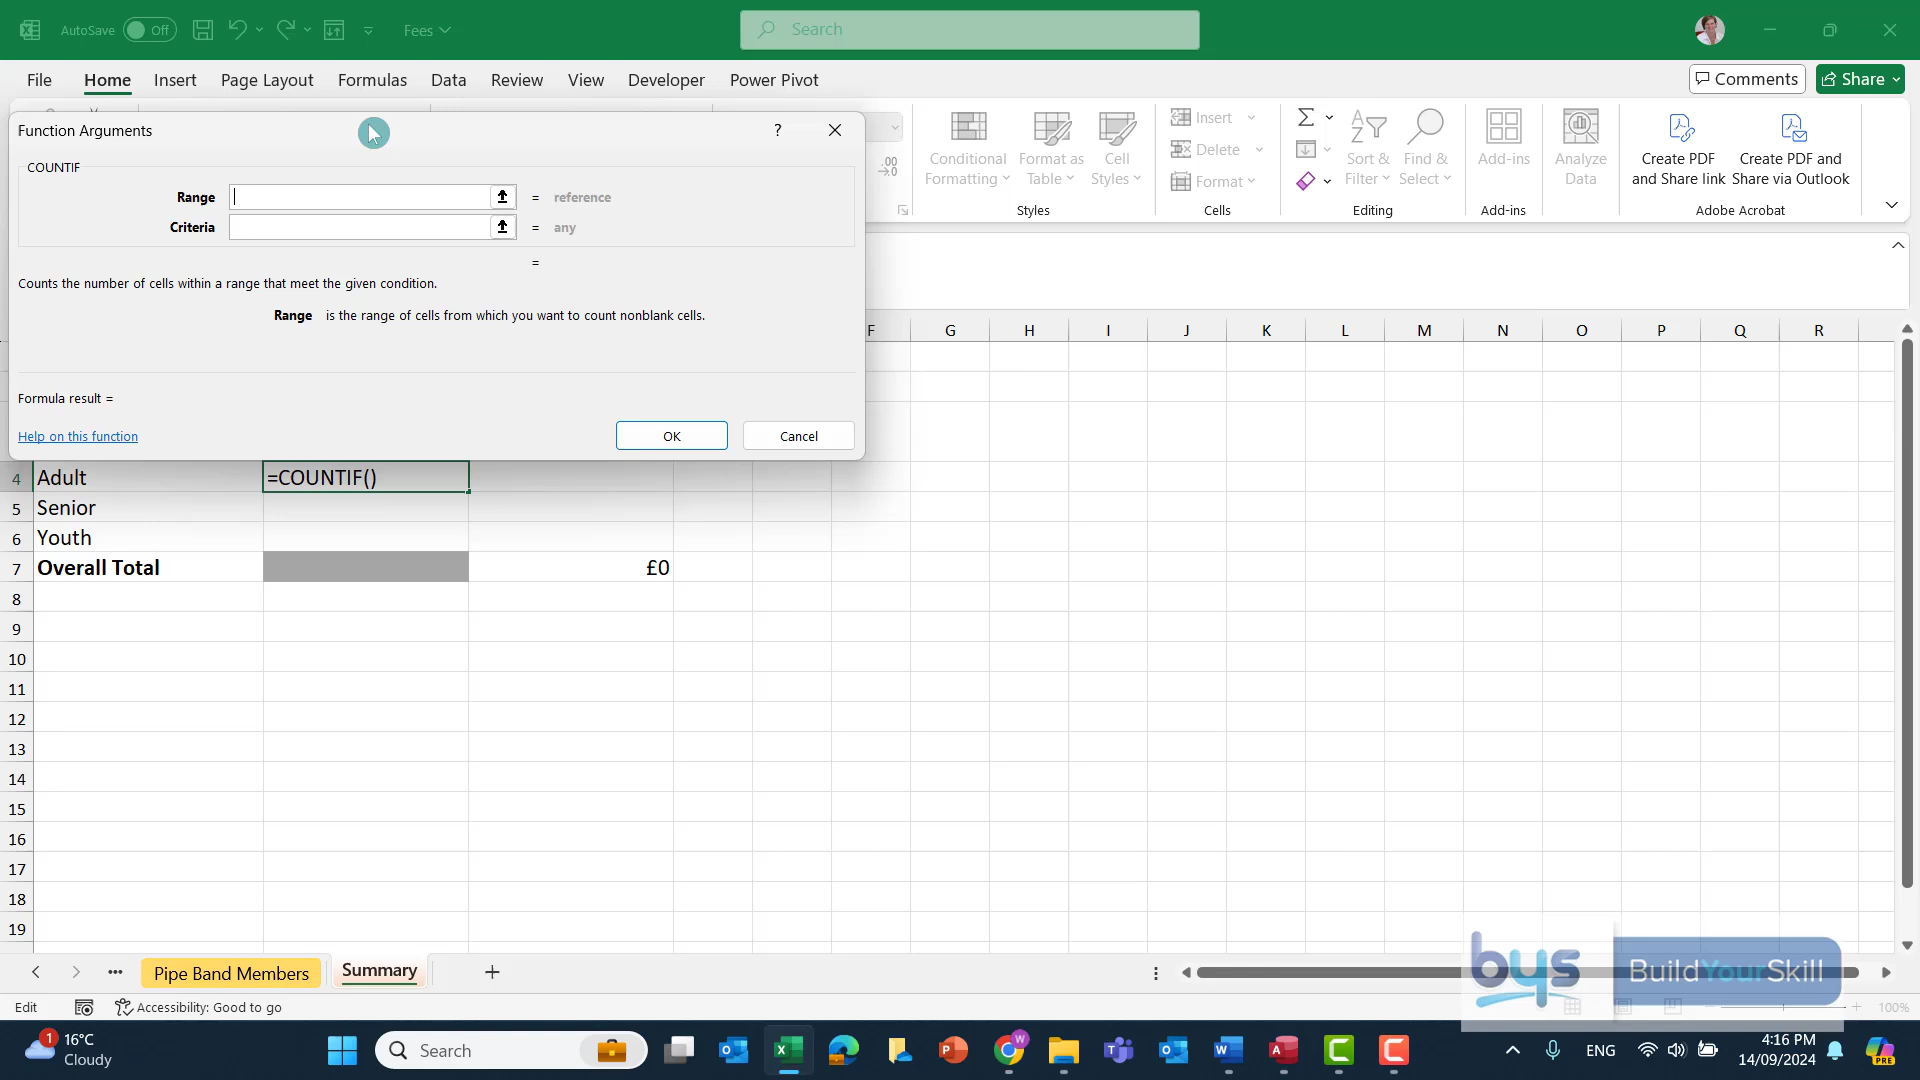 AutoSave Off Fees Search
File Home Insert Page Layout Formulas Data Review View Developer Power Pivot Comments Share
Function Arguments ?
COUNTIF
Range = reference
Criteria = any
=
Counts the number of cells within a range that meet the given condition.
Range is the range of cells from which you want to count nonblank cells.
Formula result =
Help on this function OK Cancel
.00
→0
Conditional Formatting
Format as Table
Cell Styles
Styles
Insert
Delete
Format
Cells
Sort & Filter
Find & Select
Editing
Add-ins
Add-ins
Analyze Data
Create PDF and Share link
Create PDF and Share via Outlook
Adobe Acrobat
F G H I J K L M N O P Q R
4 Adult =COUNTIF()
5 Senior
6 Youth
7 Overall Total £0
8
9
10
11
12
13
14
15
16
17
18
19
Pipe Band Members Summary
bys BuildYourSkill
Edit Accessibility: Good to go 100%
1 16°C
Cloudy
Search
W
ENG
4:16 PM
14/09/2024
PRE